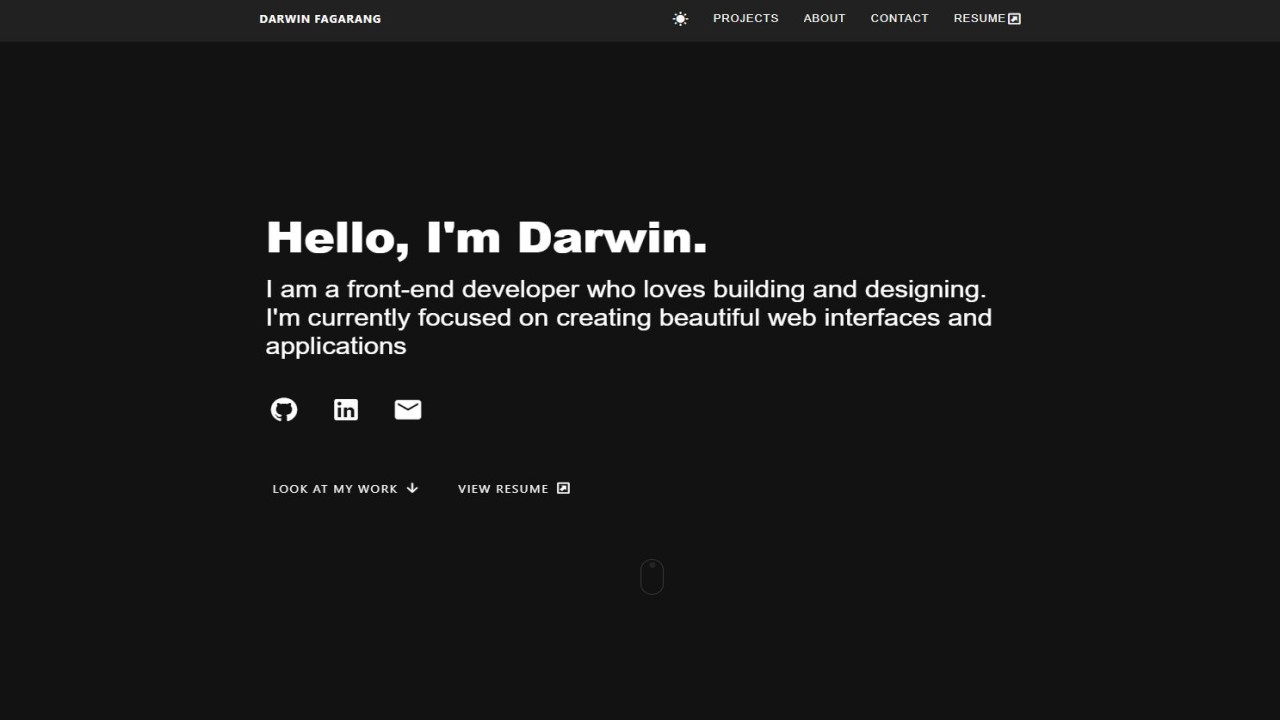 DARWIN FAGARANG
PROJECTS
ABOUT
CONTACT
RESUME
Hello, I'm Darwin.
I am a front-end developer who loves building and designing.
I'm currently focused on creating beautiful web interfaces and
applications
in
LOOK AT MY WORK
VIEW RESUME